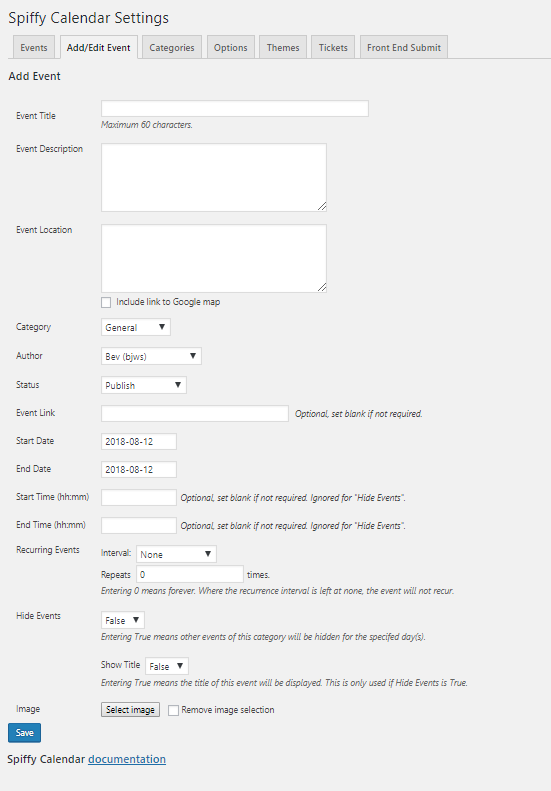 Spiffy Calendar Settings
Events Add/Edit Event Categories Options Themes Tickets Front End Submit
Add Event
Event Title
Maximum 60 characters.
Event Description
Event Location
Include link to Google map
Category General
Author Bev (bjws)
Status Publish
Event Link Optional, set blank if not required.
Start Date 2018-08-12
End Date 2018-08-12
Start Time (hh:mm) Optional, set blank if not required. Ignored for "Hide Events".
End Time (hh:mm) Optional, set blank if not required. Ignored for "Hide Events".
Recurring Events Interval: None
Repeats 0 times.
Entering 0 means forever. Where the recurrence interval is left at none, the event will not recur.
Hide Events False
Entering True means other events of this category will be hidden for the specifed day(s).
Show Title False
Entering True means the title of this event will be displayed. This is only used if Hide Events is True.
Image Select image Remove image selection
Save
Spiffy Calendar documentation